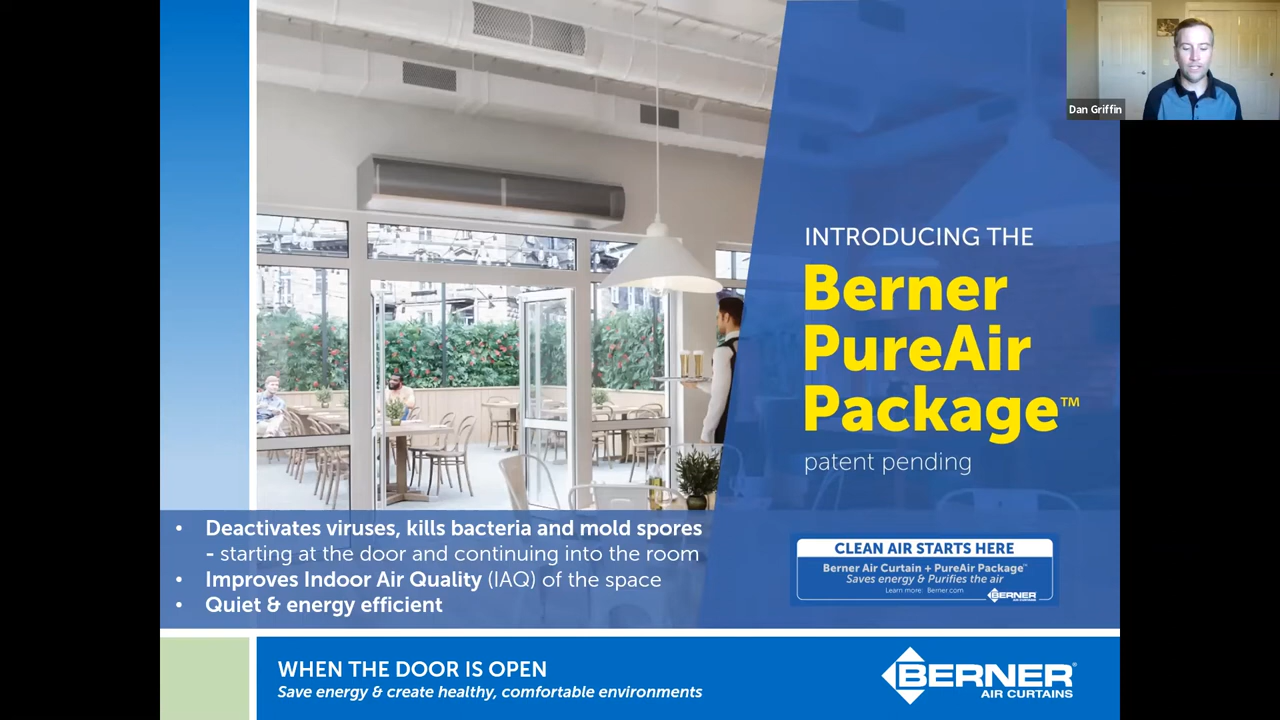 Dan Griffin
INTRODUCING THE
Berner
PureAir
Package™
patent pending
• Deactivates viruses, kills bacteria and mold spores
- starting at the door and continuing into the room
• Improves Indoor Air Quality (IAQ) of the space
• Quiet & energy efficient
CLEAN AIR STARTS HERE
Berner Air Curtain + PureAir Package™
Saves energy & Purifies the air
Learn more: Berner.com
BERNER
AIR CURTAINS
WHEN THE DOOR IS OPEN
Save energy & create healthy, comfortable environments
BERNER®
AIR CURTAINS